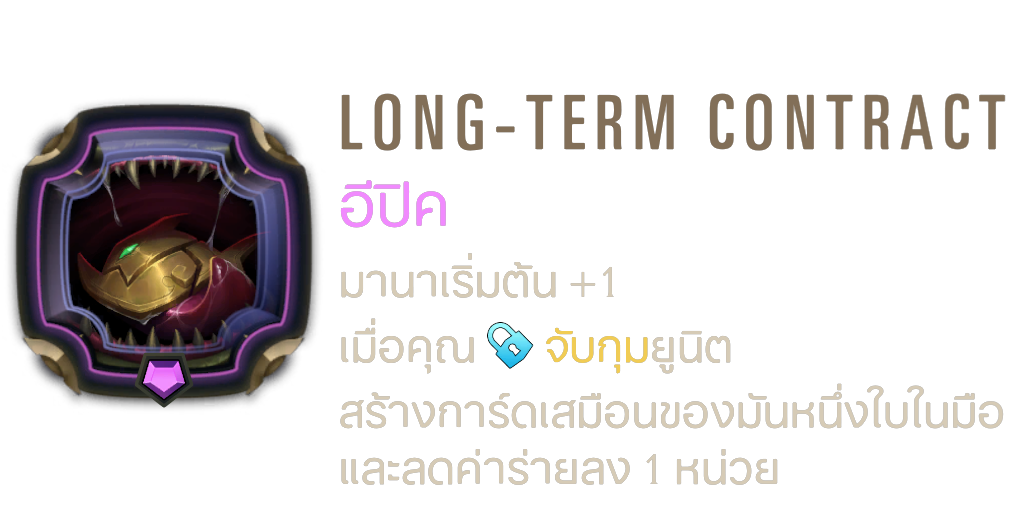 LONG-TERM CONTRACT
อีปิค
มานาเริ่มต้น +1
เมื่อคุณ จับกุมยูนิต
สร้างการ์ดเสมือนของมันหนึ่งใบในมือ
และลดค่าร่ายลง 1 หน่วย